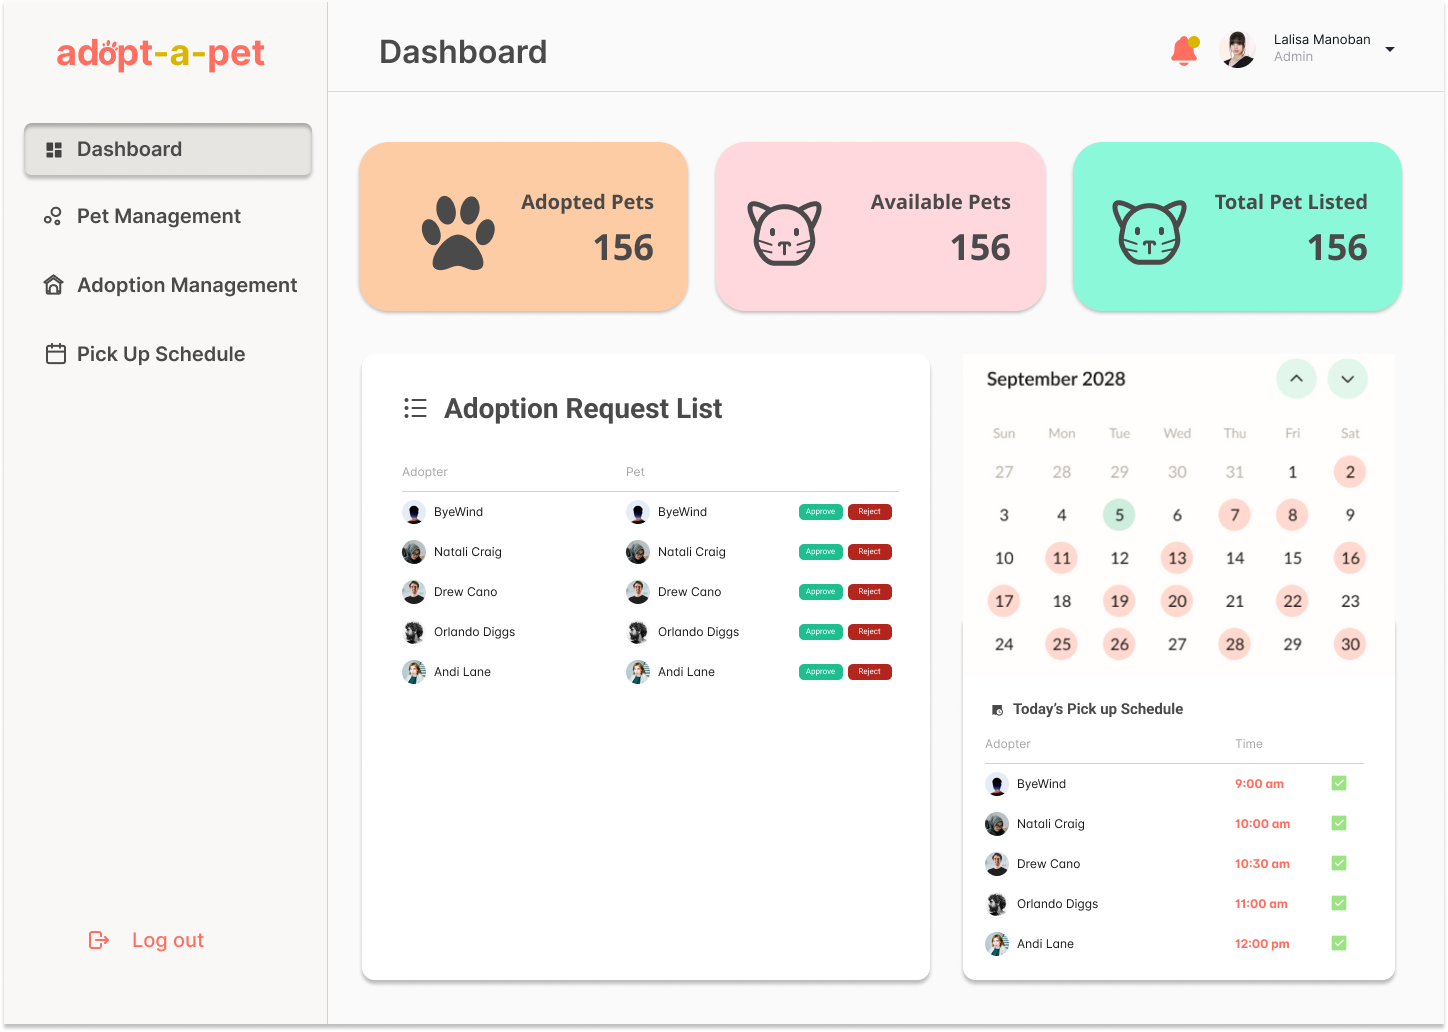 adopt-a-pet
Dashboard
Lalisa Manoban
Admin
Dashboard
Pet Management
Adoption Management
Pick Up Schedule
Log out
Adopted Pets
156
Available Pets
156
Total Pet Listed
156
Adoption Request List
Adopter Pet
ByeWind ByeWind Approve Reject
Natali Craig Natali Craig Approve Reject
Drew Cano Drew Cano Approve Reject
Orlando Diggs Orlando Diggs Approve Reject
Andi Lane Andi Lane Approve Reject
September 2028
Sun Mon Tue Wed Thu Fri Sat
27 28 29 30 31 1 2
3 4 5 6 7 8 9
10 11 12 13 14 15 16
17 18 19 20 21 22 23
24 25 26 27 28 29 30
Today's Pick up Schedule
Adopter Time
ByeWind 9:00 am
Natali Craig 10:00 am
Drew Cano 10:30 am
Orlando Diggs 11:00 am
Andi Lane 12:00 pm